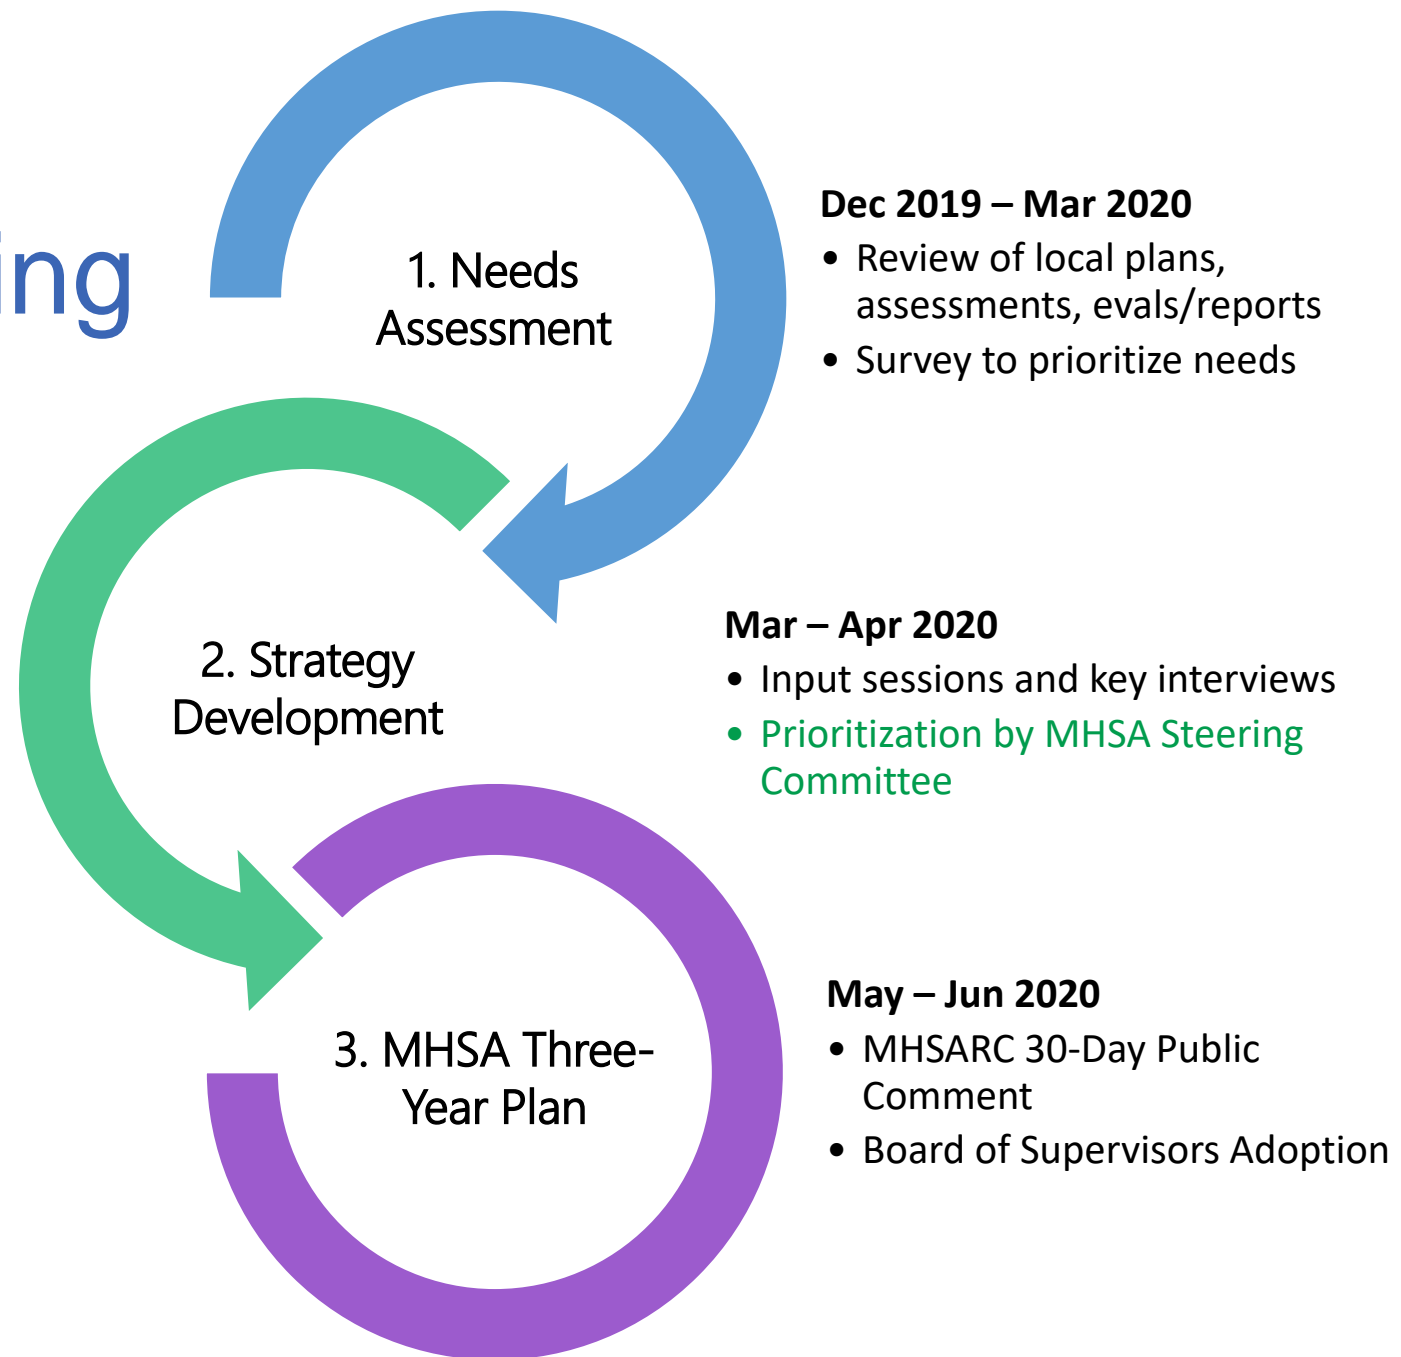 ing
1. Needs
Assessment
Dec 2019 – Mar 2020
• Review of local plans,
assessments, evals/reports
• Survey to prioritize needs
2. Strategy
Development
Mar – Apr 2020
• Input sessions and key interviews
• Prioritization by MHSA Steering
Committee
3. MHSA Three-
Year Plan
May – Jun 2020
• MHSARC 30-Day Public
Comment
• Board of Supervisors Adoption